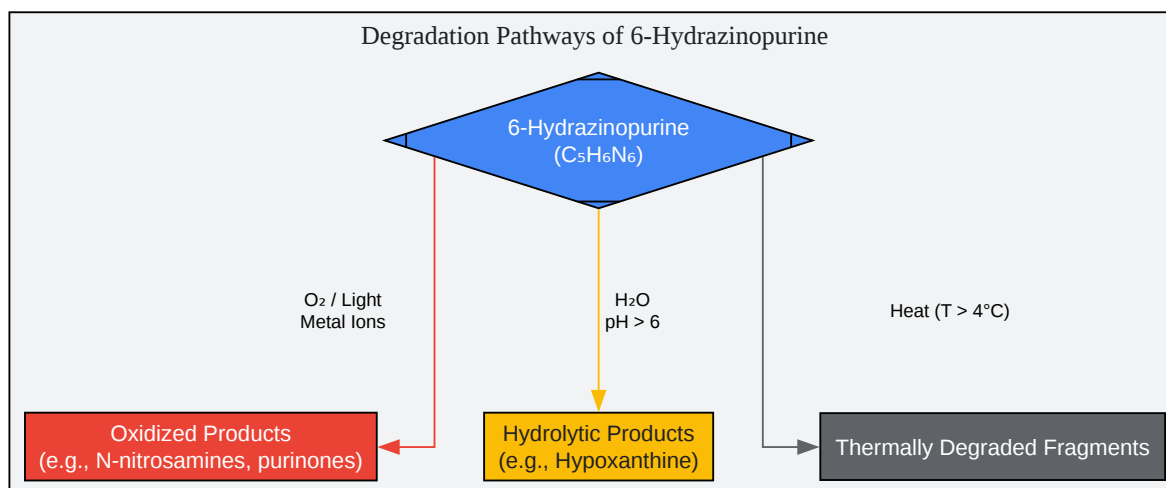 Degradation Pathways of 6-Hydrazinopurine
6-Hydrazinopurine
(C₅H₆N₆)
O₂ / Light
Metal Ions
H₂O
pH > 6
Heat (T > 4°C)
Oxidized Products
(e.g., N-nitrosamines, purinones)
Hydrolytic Products
(e.g., Hypoxanthine)
Thermally Degraded Fragments